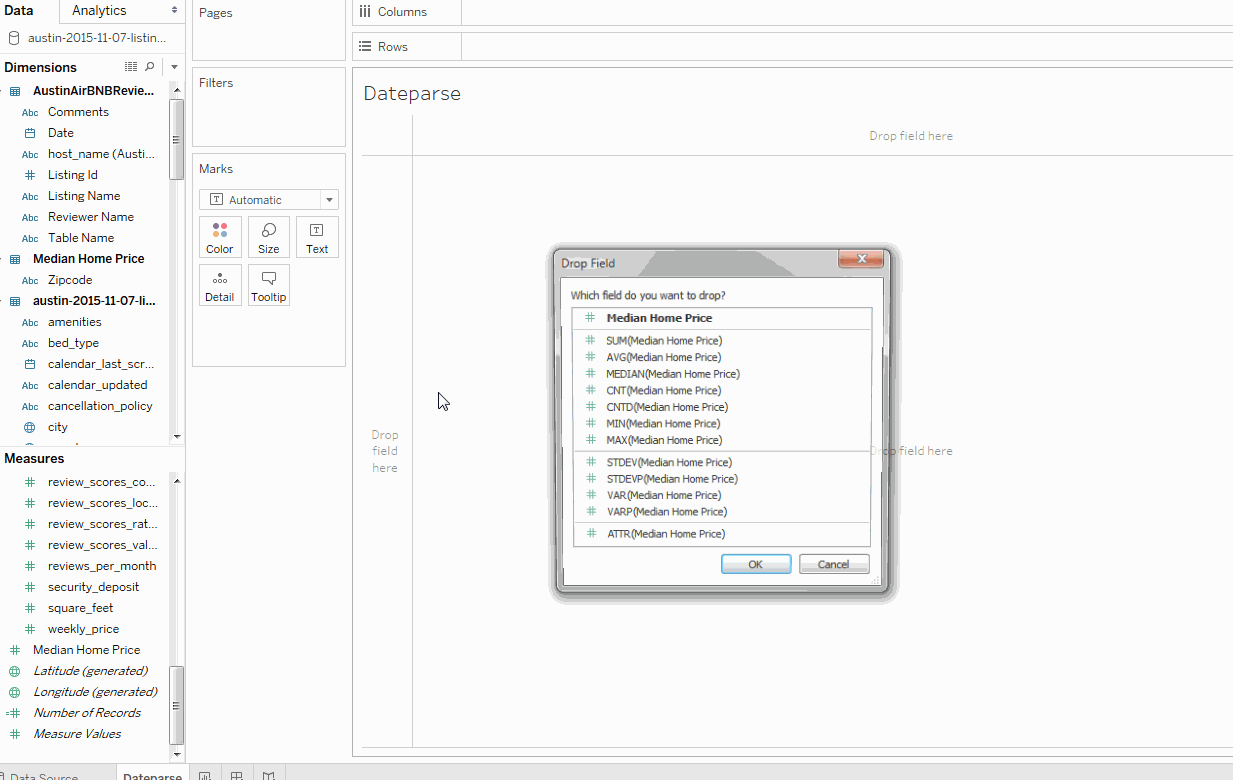 Data
Analytics
austin-2015-11-07-listin...
Dimensions
AustinAirBNBRevie...
Abc Comments
Date
Abc host_name (Austi...
Listing Id
Abc Listing Name
Abc Reviewer Name
Abc Table Name
Median Home Price
Abc Zipcode
austin-2015-11-07-li...
Abc amenities
Abc bed_type
calendar_last_scr...
Abc calendar_updated
Abc cancellation_policy
city
Measures
review_scores_co...
review_scores_loc...
review_scores_rat...
review_scores_val...
reviews_per_month
security_deposit
square_feet
weekly_price
Median Home Price
Latitude (generated)
Longitude (generated)
Number of Records
Measure Values
Data Source
Dateparse
Pages
Filters
Marks
T Automatic
Color
Size
T
Text
Detail
Tooltip
Columns
Rows
Dateparse
Drop field here
Drop
field
here
Drop field here
Drop Field
Which field do you want to drop?
# Median Home Price
# SUM(Median Home Price)
# AVG(Median Home Price)
# MEDIAN(Median Home Price)
# CNT(Median Home Price)
# CNTD(Median Home Price)
# MIN(Median Home Price)
# MAX(Median Home Price)
# STDEV(Median Home Price)
# STDEVP(Median Home Price)
# VAR(Median Home Price)
# VARP(Median Home Price)
# ATTR(Median Home Price)
OK
Cancel